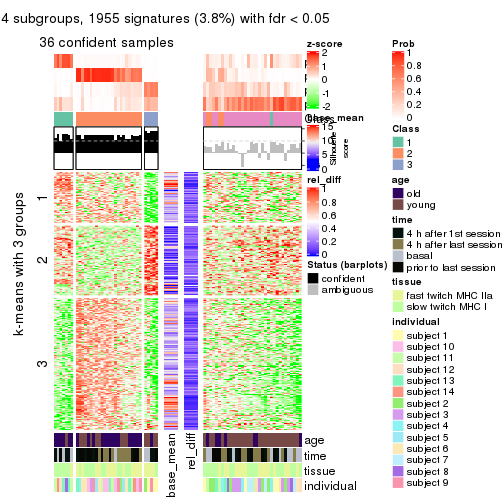 4 subgroups, 1955 signatures (3.8%) with fdr < 0.05
36 confident samples
k-means with 3 groups
1
2
3
base_mean
rel_diff
Silhouette
score
age
time
tissue
individual
z-score
2
1
0
-1
-2
base_mean
15
10
5
0
rel_diff
1
0.8
0.6
0.4
0.2
0
Status (barplots)
confident
ambiguous
Prob
1
0.8
0.6
0.4
0.2
0
Class
1
2
3
age
old
young
time
4 h after 1st session
4 h after last session
basal
prior to last session
tissue
fast twitch MHC IIa
slow twitch MHC I
individual
subject 1
subject 10
subject 11
subject 12
subject 13
subject 14
subject 2
subject 3
subject 4
subject 5
subject 6
subject 7
subject 8
subject 9